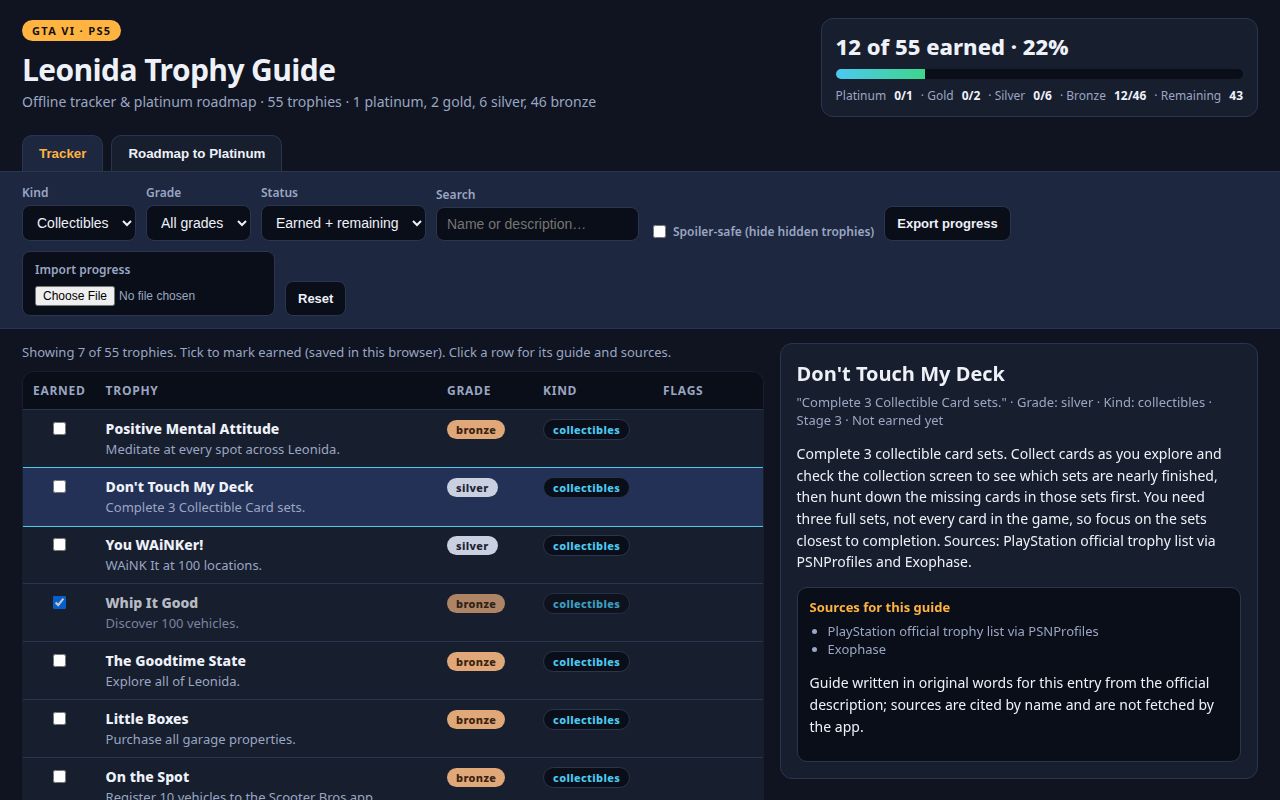 GTA VI · PS5
Leonida Trophy Guide
Offline tracker & platinum roadmap · 55 trophies · 1 platinum, 2 gold, 6 silver, 46 bronze
12 of 55 earned · 22%
Platinum 0/1 · Gold 0/2 · Silver 0/6 · Bronze 12/46 · Remaining 43
Tracker
Roadmap to Platinum
Kind
Grade
Status
Search
Collectibles
All grades
Earned + remaining
Name or description…
Spoiler-safe (hide hidden trophies)
Export progress
Import progress
Choose File No file chosen
Reset
Showing 7 of 55 trophies. Tick to mark earned (saved in this browser). Click a row for its guide and sources.
EARNED TROPHY GRADE KIND FLAGS
Positive Mental Attitude bronze collectibles
Meditate at every spot across Leonida.
Don't Touch My Deck silver collectibles
Complete 3 Collectible Card sets.
You WAiNKer! silver collectibles
WAiNK It at 100 locations.
Whip It Good bronze collectibles
Discover 100 vehicles.
The Goodtime State bronze collectibles
Explore all of Leonida.
Little Boxes bronze collectibles
Purchase all garage properties.
On the Spot bronze collectibles
Register 10 vehicles to the Scooter Bros app
Don't Touch My Deck
"Complete 3 Collectible Card sets." · Grade: silver · Kind: collectibles ·
Stage 3 · Not earned yet
Complete 3 collectible card sets. Collect cards as you explore and
check the collection screen to see which sets are nearly finished,
then hunt down the missing cards in those sets first. You need
three full sets, not every card in the game, so focus on the sets
closest to completion. Sources: PlayStation official trophy list via
PSNProfiles and Exophase.
Sources for this guide
PlayStation official trophy list via PSNProfiles
Exophase
Guide written in original words for this entry from the official
description; sources are cited by name and are not fetched by
the app.